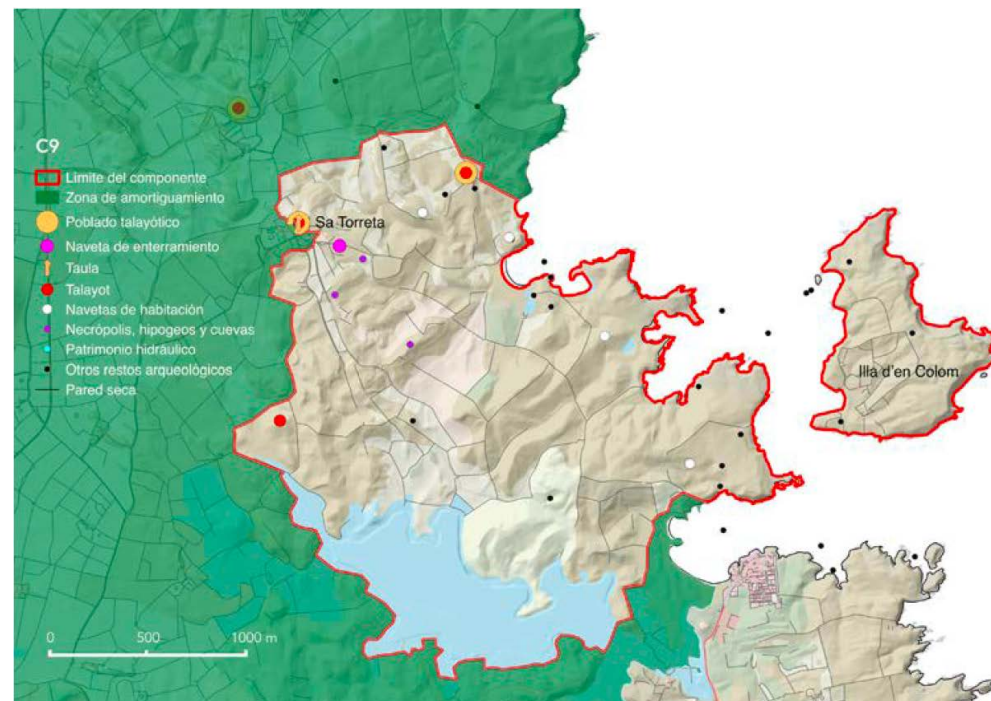 C9
Límite del componente
Zona de amortiguamiento
Poblado talayótico
Naveta de enterramiento
Taula
Talayot
Navetas de habitación
Necrópolis, hipogeos y cuevas
Patrimonio hidráulico
Otros restos arqueológicos
Pared seca
Sa Torreta
Illa d'en Colom
0 500 1000 m